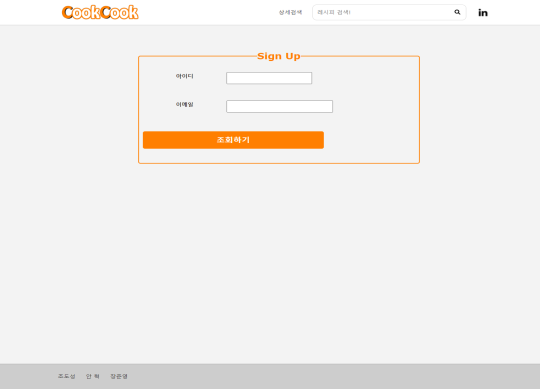 CookCook
상세검색
레시피 검색!
Sign Up
아이디
이메일
조회하기
조도성 안 혁 장준영